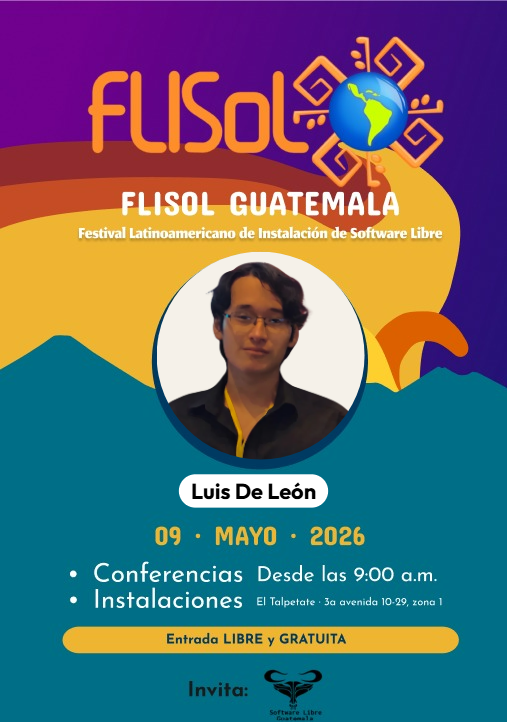 FLISoL
FLISOL GUATEMALA
Festival Latinoamericano de Instalación de Software Libre
Luis De León
09 · MAYO · 2026
• Conferencias Desde las 9:00 a.m.
• Instalaciones El Talpetate · 3a avenida 10-29, zona 1
Entrada LIBRE y GRATUITA
Invita:
Software Libre
Guatemala